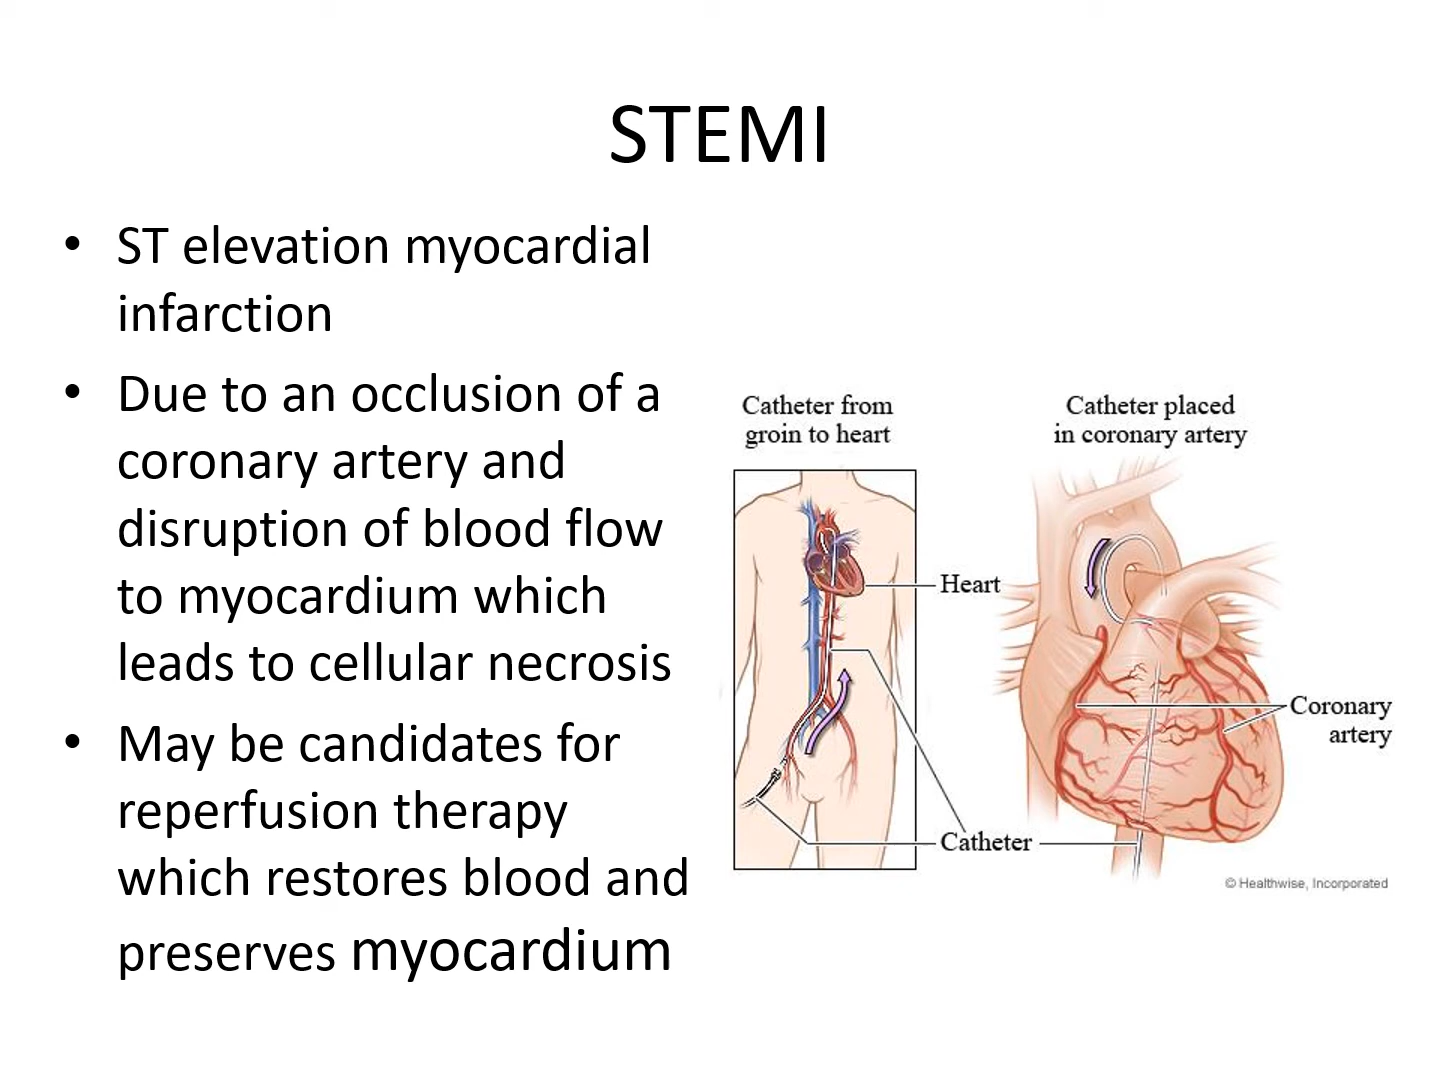 STEMI
• ST elevation myocardial
infarction
• Due to an occlusion of a
coronary artery and
disruption of blood flow
to myocardium which
leads to cellular necrosis
• May be candidates for
reperfusion therapy
which restores blood and
preserves myocardium
Catheter from
groin to heart
Catheter placed
in coronary artery
Heart
Coronary
artery
Catheter
© Healthwise, Incorporated